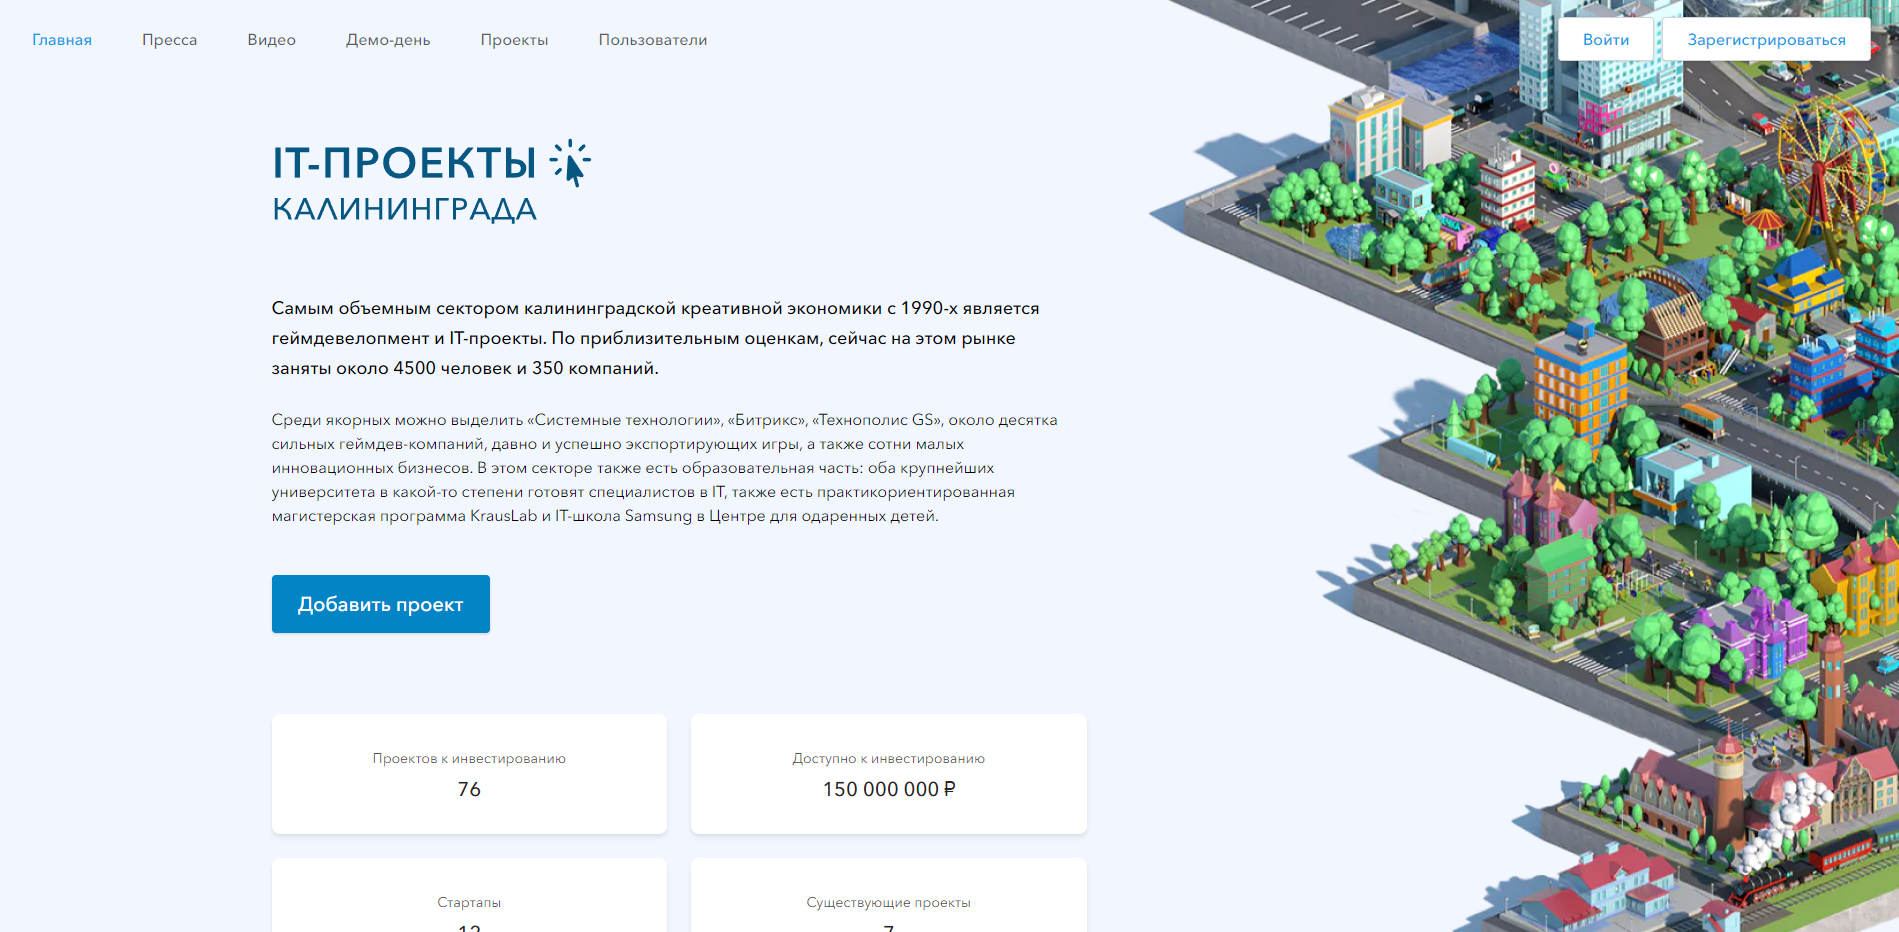 Главная
Пресса
Видео
Демо-день
Проекты
Пользователи
Войти
Зарегистрироваться
IT-ПРОЕКТЫ
КАЛИНИНГРАДА
Самым объемным сектором калининградской креативной экономики с 1990-х является
геймдевелопмент и IT-проекты. По приблизительным оценкам, сейчас на этом рынке
заняты около 4500 человек и 350 компаний.
Среди якорных можно выделить «Системные технологии», «Битрикс», «Технополис GS», около десятка
сильных геймдев-компаний, давно и успешно экспортирующих игры, а также сотни малых
инновационных бизнесов. В этом секторе также есть образовательная часть: оба крупнейших
университета в какой-то степени готовят специалистов в IT, также есть практикориентированная
магистерская программа KrausLab и IT-школа Samsung в Центре для одаренных детей.
Добавить проект
Проектов к инвестированию
76
Доступно к инвестированию
150 000 000 ₽
Стартапы
Существующие проекты